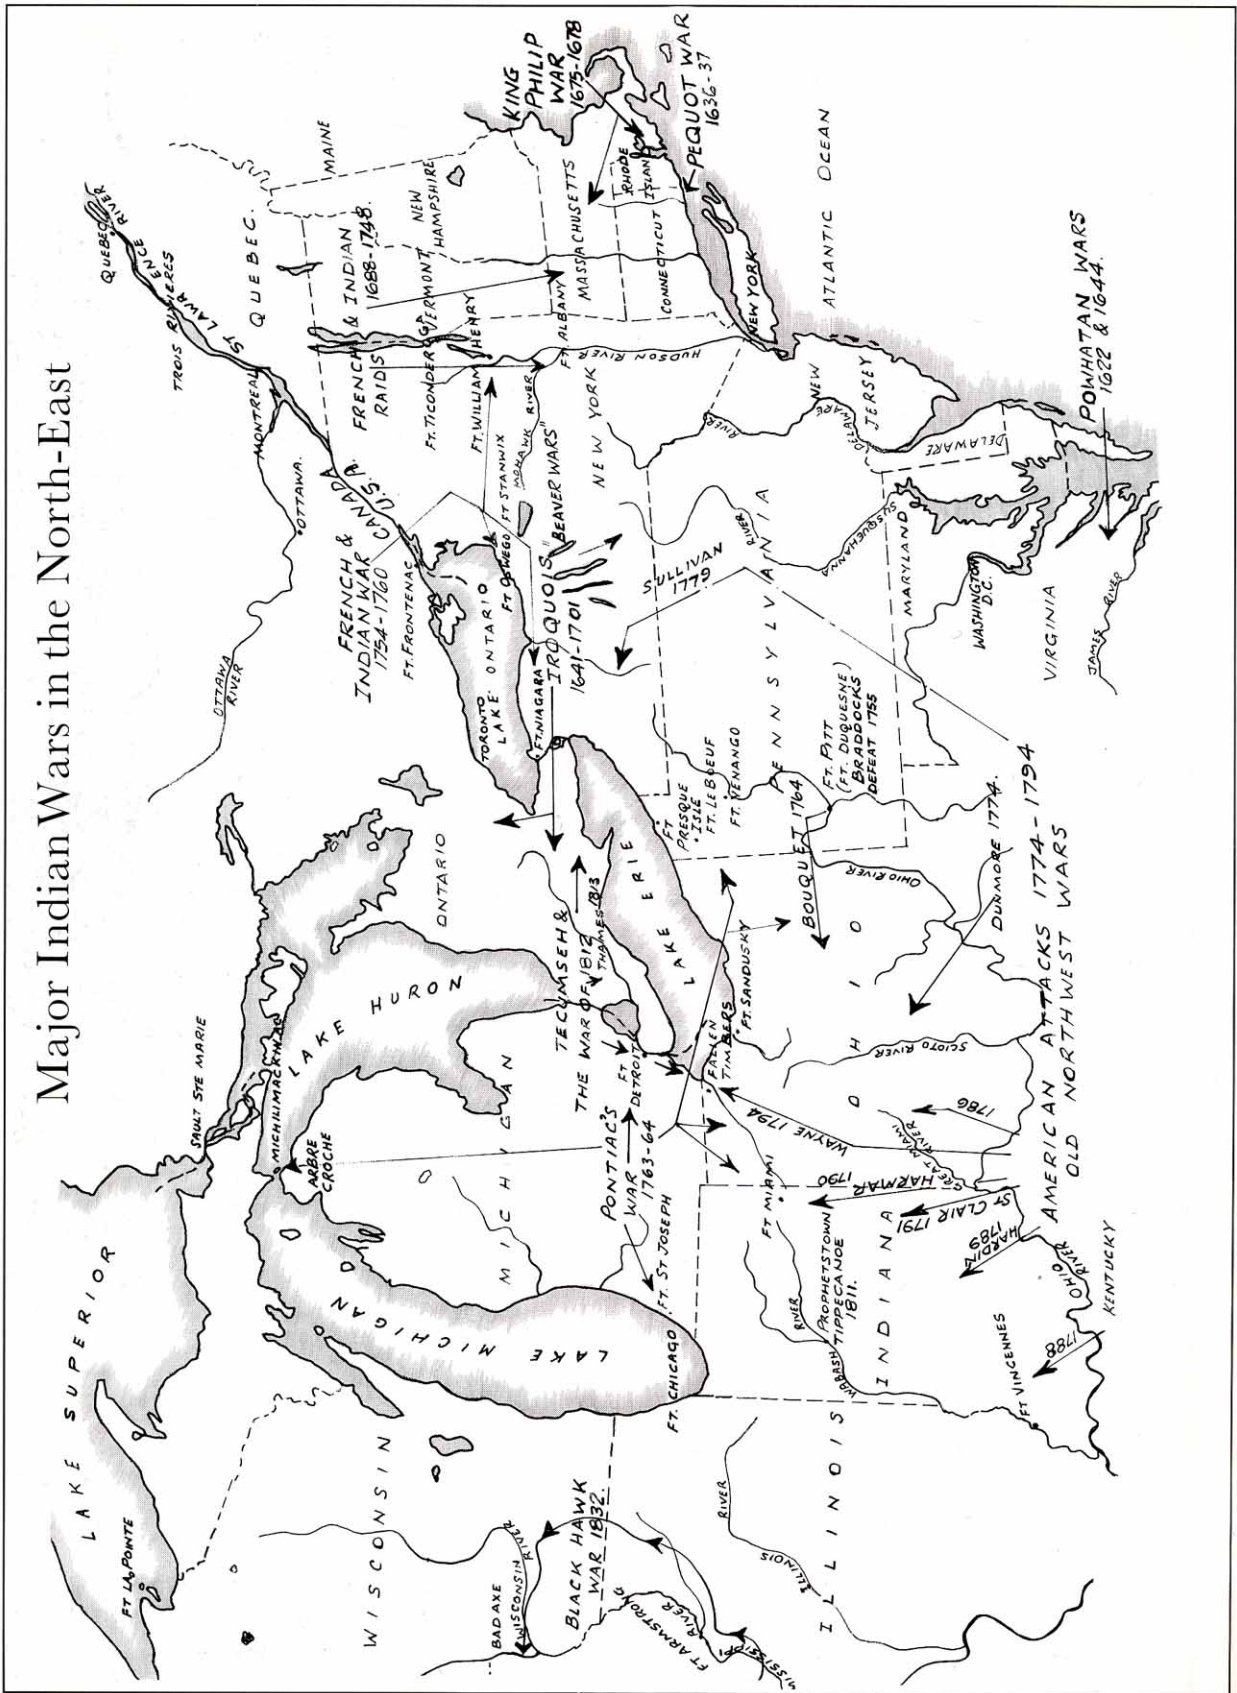 Major Indian Wars in the North-East
LAKE SUPERIOR
FT LA POINTE
SAULT STE MARIE
MICHILIMACKINAC
ARBRE
CROCHE
LAKE HURON
LAKE MICHIGAN
MICHIGAN
WISCONSIN
BAD AXE
WISCONSIN RIVER
BLACK HAWK
WAR 1832.
FT ARMSTRONG
MISSISSIPPI RIVER
ILLINOIS RIVER
ILLINOIS
FT. CHICAGO
FT. ST JOSEPH
PONTIAC'S
WAR
1763-64
FT
DETROIT
TECUMSEH &
THE WAR OF 1812
THAMES 1813
ONTARIO
OTTAWA
RIVER
OTTAWA.
MONTREAL
TROIS RIVIERES
QUEBEC
ST LAWRENCE RIVER
QUEBEC.
MAINE
CANADA
U.S.A.
FRENCH &
INDIAN WAR
1754-1760
FT. FRONTENAC
TORONTO
LAKE ONTARIO
FT. NIAGARA
FT OSWEGO
FT STANWIX
MOHAWK RIVER
IROQUOIS "BEAVER WARS"
1641-1701
FRENCH & INDIAN
RAIDS 1688-1748.
FT. TICONDEROGA
VERMONT
NEW
HAMPSHIRE
FT. WILLIAM HENRY
FT. ALBANY
MASSACHUSETTS
KING
PHILIP
WAR
1675-1678
RHODE
ISLAND
CONNECTICUT
PEQUOT WAR
1636-37
HUDSON RIVER
NEW YORK
NEW YORK
ATLANTIC OCEAN
NEW
JERSEY
DELAWARE
RIVER
DELAWARE
POWHATAN WARS
1622 & 1644.
SULLIVAN
1779
PENNSYLVANIA
SUSQUEHANNA
RIVER
MARYLAND
WASHINGTON
D.C.
VIRGINIA
JAMES RIVER
LAKE ERIE
FT
PRESQUE
ISLE
FT. LE BOEUF
FT. VENANGO
FT. PITT
(FT. DUQUESNE)
BRADDOCKS
DEFEAT 1755
BOUQUET 1764
OHIO RIVER
DUNMORE 1774.
OHIO
FT. SANDUSKY
FALLEN
TIMBERS
SCIOTO RIVER
WAYNE 1794
1786
GREAT MIAMI
RIVER
HARMAR
1790
ST CLAIR 1791
HARDIN
1789
AMERICAN ATTACKS 1774-1794
OLD NORTHWEST WARS
FT MIAMI
INDIANA
PROPHETSTOWN
TIPPECANOE
1811.
WABASH
RIVER
FT VINCENNES
1788
OHIO RIVER
KENTUCKY